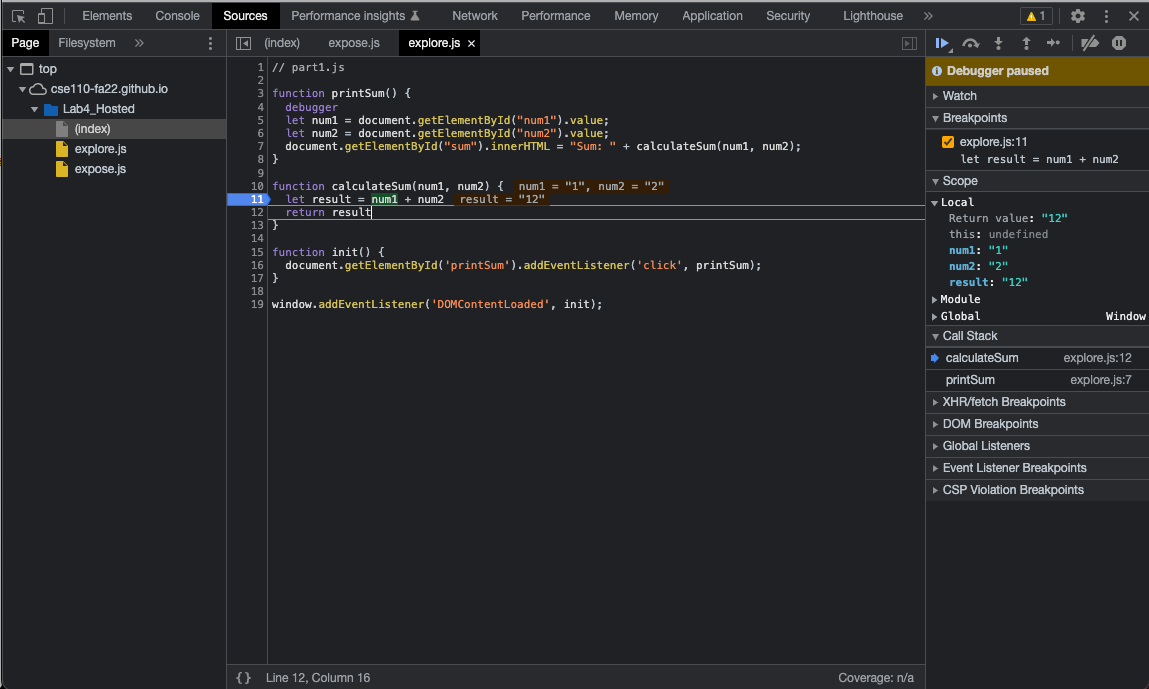 Elements Console Sources Performance insights Network Performance Memory Application Security Lighthouse » 1
Page Filesystem »
(index) expose.js explore.js ×
top
cse110-fa22.github.io
Lab4_Hosted
(index)
explore.js
expose.js
1 // part1.js
2
3 function printSum() {
4 debugger
5 let num1 = document.getElementById("num1").value;
6 let num2 = document.getElementById("num2").value;
7 document.getElementById("sum").innerHTML = "Sum: " + calculateSum(num1, num2);
8 }
9
10 function calculateSum(num1, num2) { num1 = "1", num2 = "2"
11 let result = num1 + num2 result = "12"
12 return result
13 }
14
15 function init() {
16 document.getElementById('printSum').addEventListener('click', printSum);
17 }
18
19 window.addEventListener('DOMContentLoaded', init);
{} Line 12, Column 16 Coverage: n/a
Debugger paused
Watch
Breakpoints
explore.js:11
let result = num1 + num2
Scope
Local
Return value: "12"
this: undefined
num1: "1"
num2: "2"
result: "12"
Module
Global Window
Call Stack
calculateSum explore.js:12
printSum explore.js:7
XHR/fetch Breakpoints
DOM Breakpoints
Global Listeners
Event Listener Breakpoints
CSP Violation Breakpoints